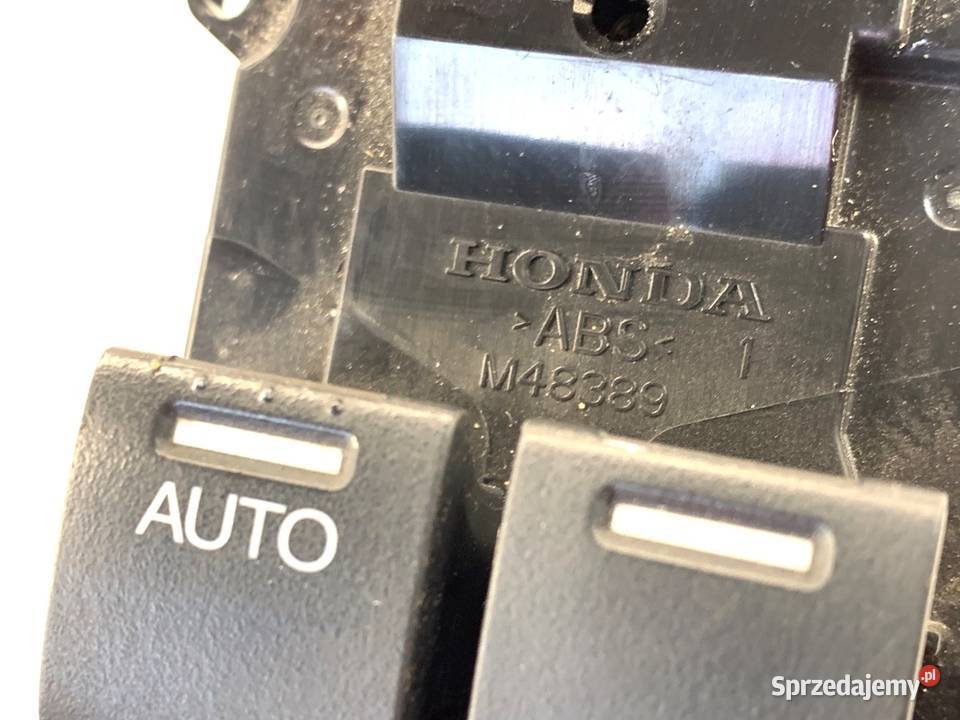 HONDA
>ABS< 1
M48389
AUTO
Sprzedajemy.pl